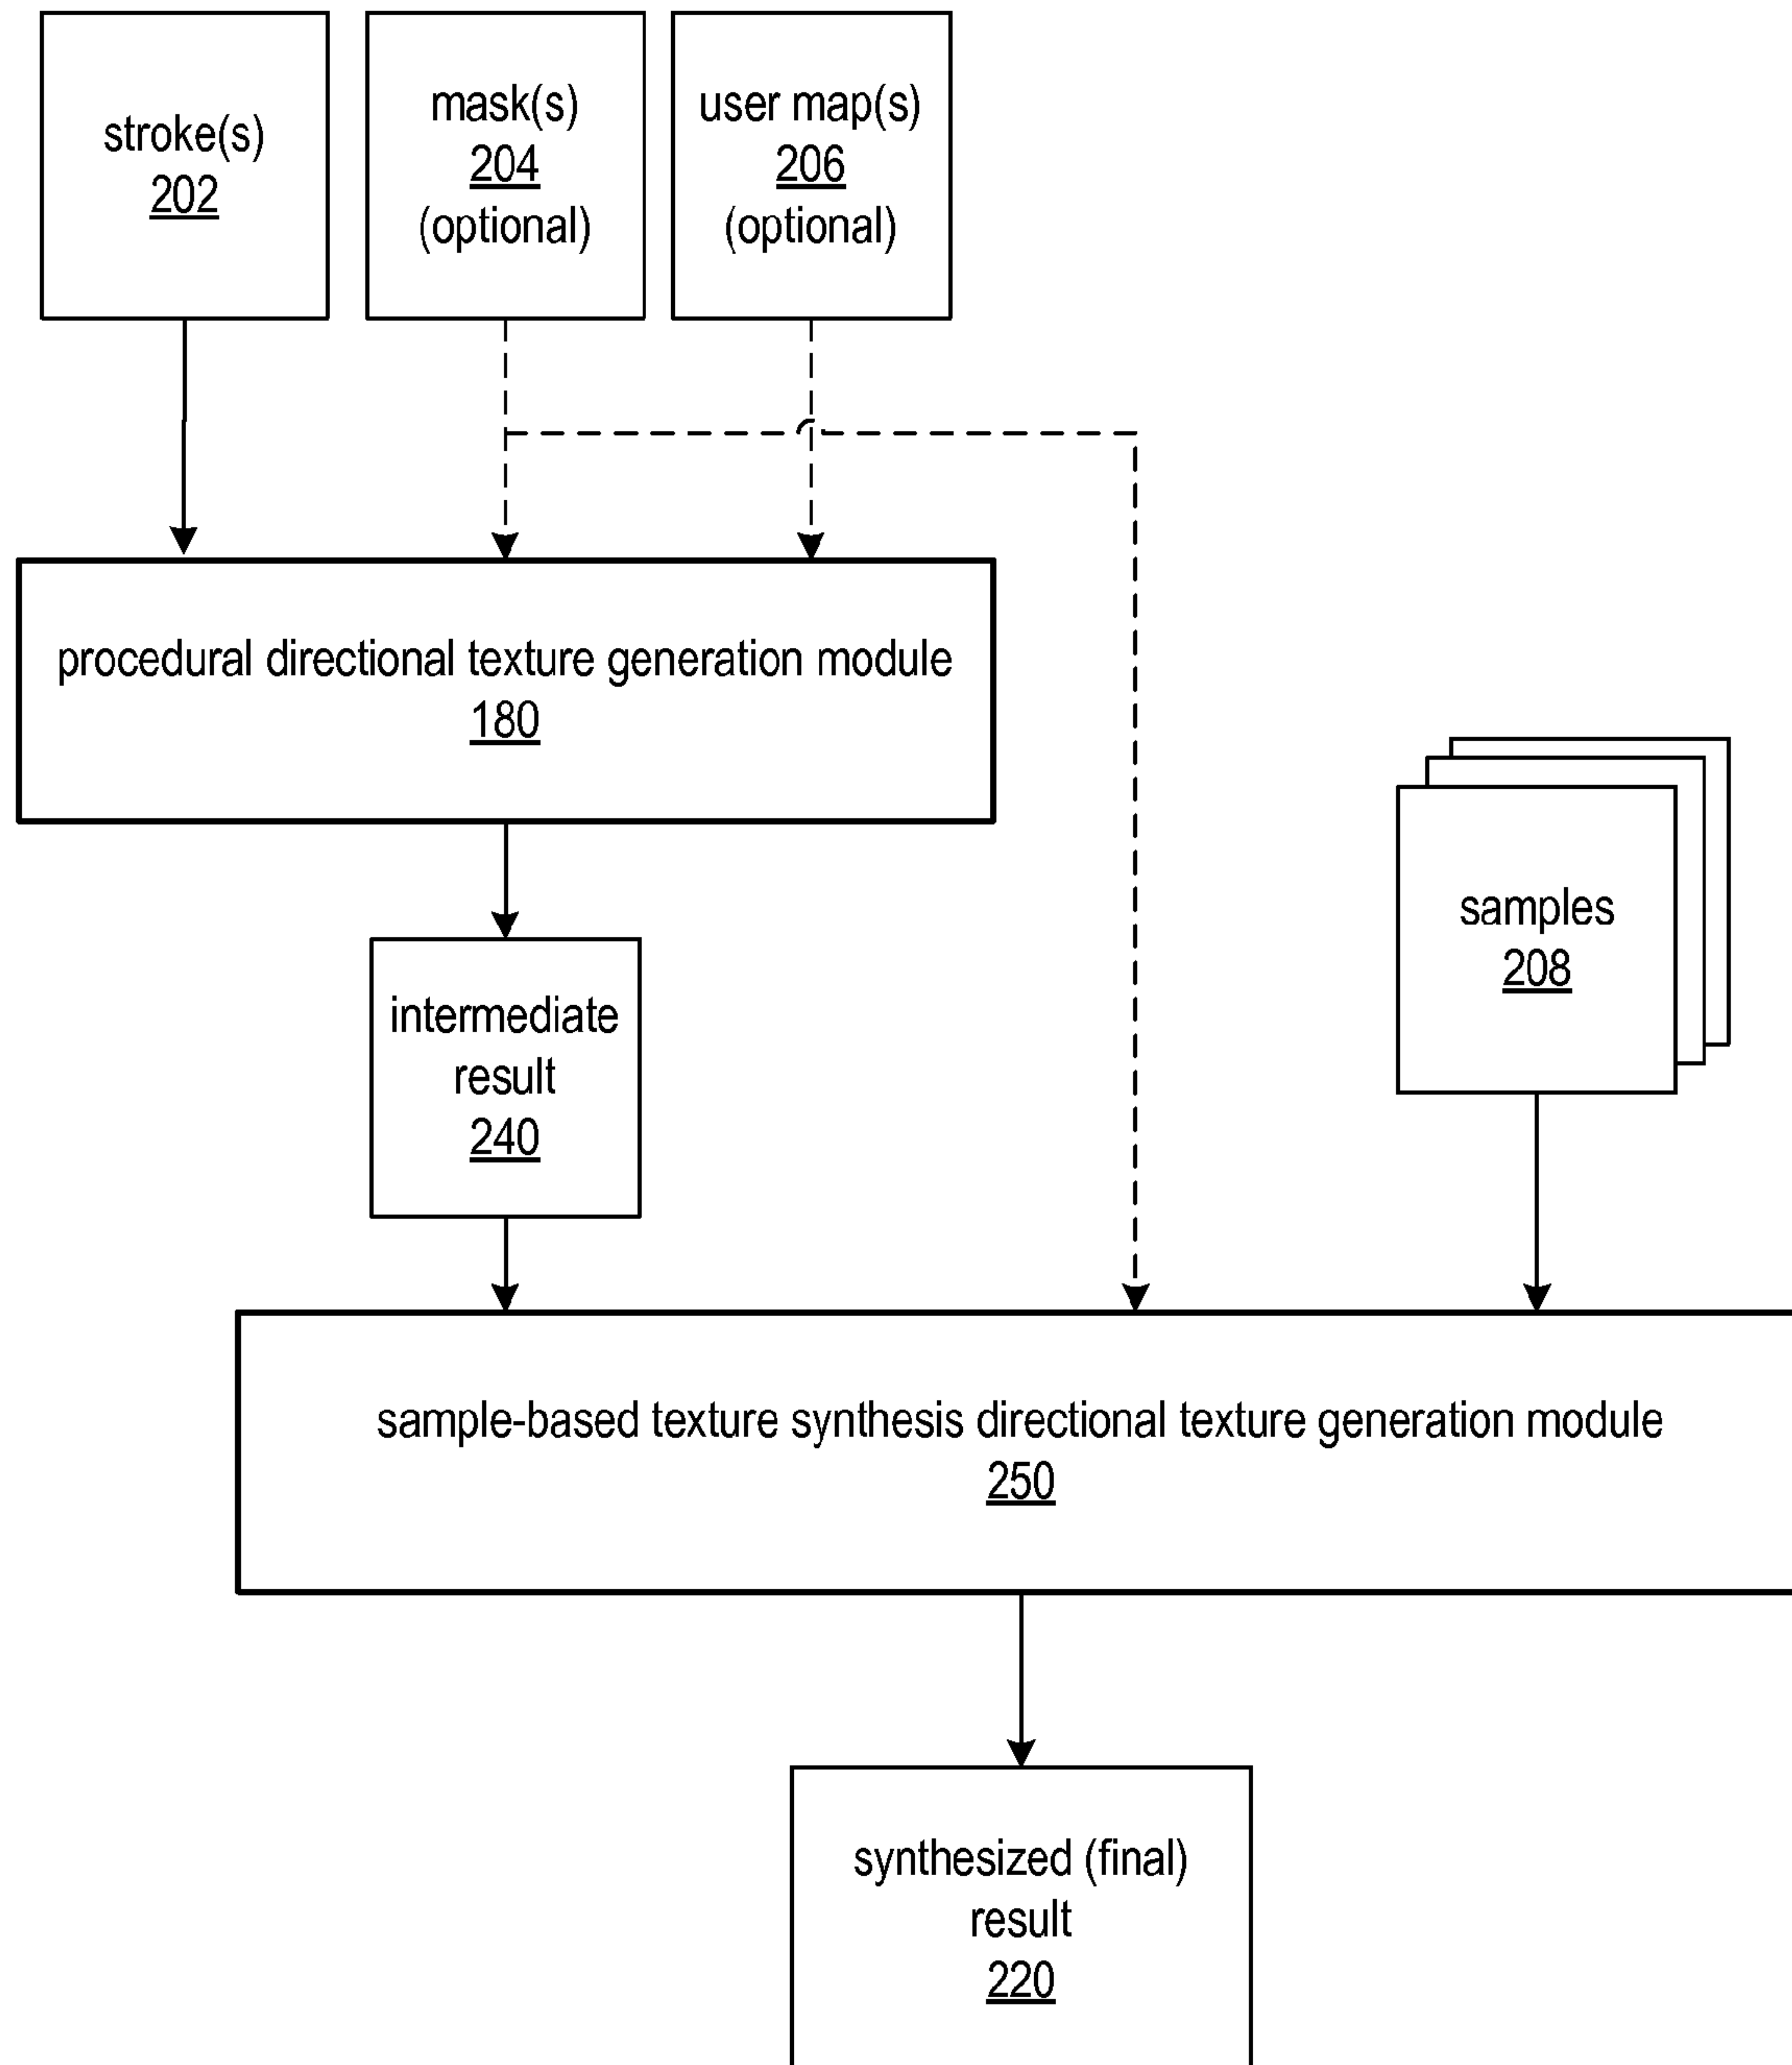 stroke(s)
202
mask(s)
204
(optional)
user map(s)
206
(optional)
procedural directional texture generation module
180
samples
208
intermediate
result
240
sample-based texture synthesis directional texture generation module
250
synthesized (final)
result
220